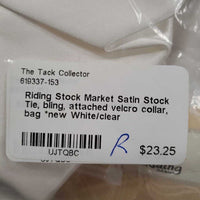 The Tack Collector
619337-153
Riding Stock Market Satin Stock
Tie, bling, attached velcro collar,
bag *new White/clear
UJTQBC
R
$23.25